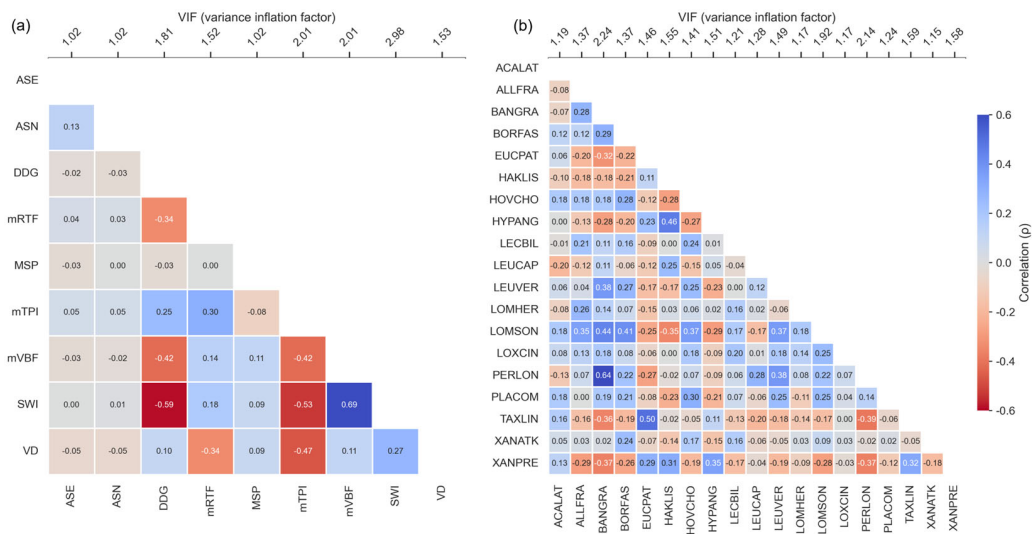 (a)
VIF (variance inflation factor)
1.02 1.02 1.81 1.52 1.02 2.01 2.01 2.98 1.53
ASE
ASN 0.13
DDG -0.02 -0.03
mRTF 0.04 0.03 -0.34
MSP -0.03 0.00 -0.03 0.00
mTPI 0.05 0.05 0.25 0.30 -0.08
mVBF -0.03 -0.02 -0.42 0.14 0.11 -0.42
SWI 0.00 0.01 -0.59 0.18 0.09 -0.53 0.69
VD -0.05 -0.05 0.10 -0.34 0.09 -0.47 0.11 0.27
ASE ASN DDG mRTF MSP mTPI mVBF SWI VD
(b)
VIF (variance inflation factor)
1.19 1.37 2.24 1.37 1.46 1.55 1.41 1.51 1.21 1.28 1.49 1.17 1.92 1.17 2.14 1.24 1.59 1.15 1.58
ACALAT
ALLFRA -0.08
BANGRA -0.07 0.28
BORFAS 0.12 0.12 0.29
EUCPAT 0.06 -0.20 -0.32 -0.22
HAKLIS -0.10 -0.18 -0.18 -0.21 0.11
HOVCHO 0.18 0.18 0.18 0.28 -0.12 -0.28
HYPANG 0.00 -0.13 -0.28 -0.20 0.23 0.46 -0.27
LECBIL -0.01 0.21 0.11 0.16 -0.09 0.00 0.24 0.01
LEUCAP -0.20 -0.12 0.11 -0.06 -0.12 0.25 -0.15 0.05 -0.04
LEUVER 0.06 0.04 0.38 0.27 -0.17 -0.17 0.25 -0.23 0.00 0.12
LOMHER -0.08 0.26 0.14 0.07 -0.15 0.03 0.06 0.02 0.16 0.08 -0.06
LOMSON 0.18 0.35 0.44 0.41 -0.25 -0.35 0.37 -0.29 0.17 -0.17 0.37 0.18
LOXCIN 0.08 0.13 0.18 0.08 -0.06 0.00 0.18 -0.09 0.20 0.01 0.18 0.14 0.25
PERLON -0.13 0.07 0.64 0.22 -0.27 -0.02 0.07 -0.09 0.06 0.28 0.38 0.08 0.22 0.07
PLACOM 0.18 0.00 0.19 0.21 -0.08 -0.23 0.30 -0.21 0.07 -0.06 0.25 -0.11 0.25 0.02 0.14
TAXLIN 0.16 -0.16 -0.36 -0.19 0.50 -0.02 -0.05 0.11 -0.13 -0.20 -0.18 -0.14 -0.17 0.00 -0.39 -0.06
XANATK 0.05 0.03 0.02 0.24 -0.07 -0.14 0.17 -0.15 0.16 -0.06 -0.05 0.03 0.09 0.03 -0.02 0.02 -0.05
XANPRE 0.13 -0.29 -0.37 -0.26 0.29 0.31 -0.19 0.35 -0.17 -0.04 -0.19 -0.09 -0.28 -0.03 -0.37 -0.12 0.32 -0.18
ACALAT ALLFRA BANGRA BORFAS EUCPAT HAKLIS HOVCHO HYPANG LECBIL LEUCAP LEUVER LOMHER LOMSON LOXCIN PERLON PLACOM TAXLIN XANATK XANPRE
0.6
0.4
0.2
0.0
-0.2
-0.4
-0.6
Correlation (ρ)